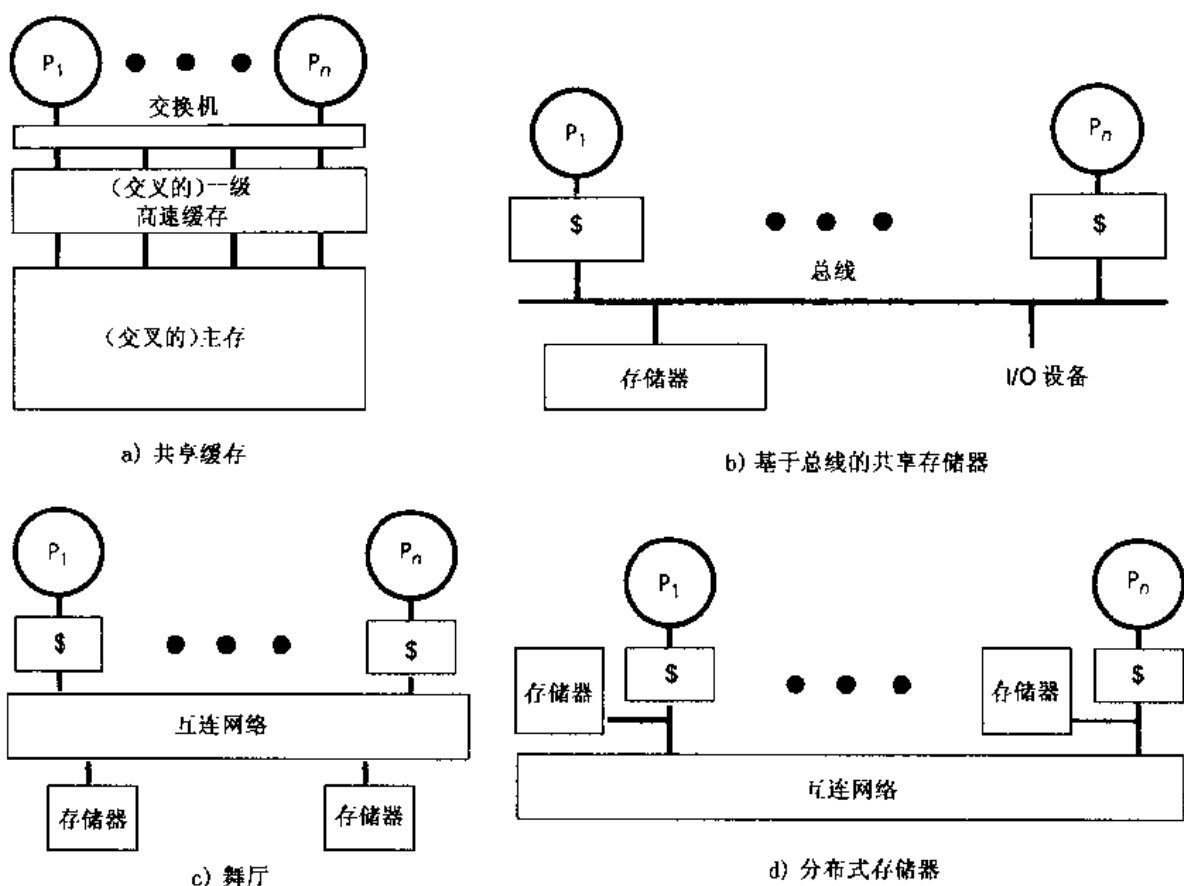 P1
Pn
交换机
(交叉的)一级
高速缓存
(交叉的)主存
a) 共享缓存
P1
Pn
$
$
总线
存储器
I/O 设备
b) 基于总线的共享存储器
P1
Pn
$
$
互连网络
存储器
存储器
c) 舞厅
P1
Pn
存储器
$
存储器
$
互连网络
d) 分布式存储器